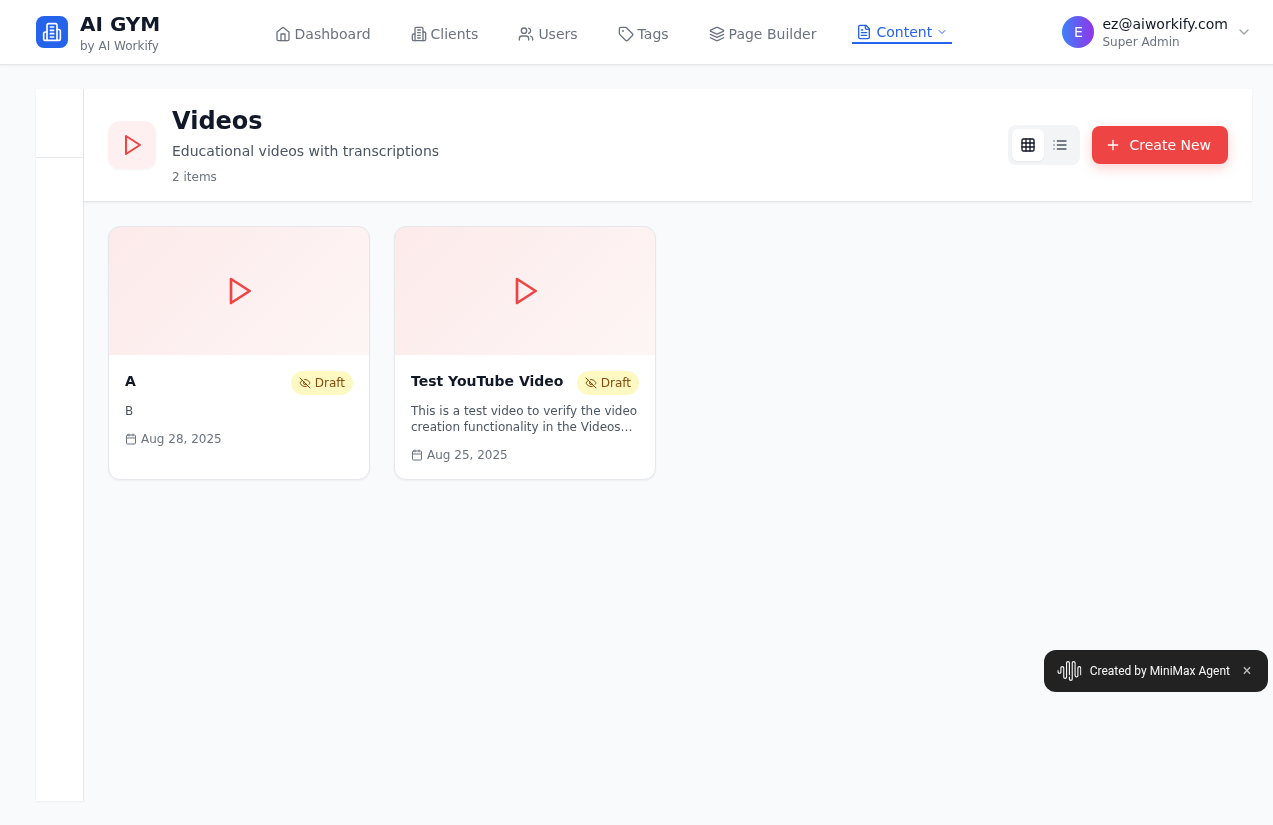 AI GYM
by AI Workify
Dashboard
Clients
Users
Tags
Page Builder
Content
E
ez@aiworkify.com
Super Admin
Videos
Educational videos with transcriptions
2 items
Create New
A
Draft
B
Aug 28, 2025
Test YouTube Video
Draft
This is a test video to verify the video
creation functionality in the Videos...
Aug 25, 2025
Created by MiniMax Agent